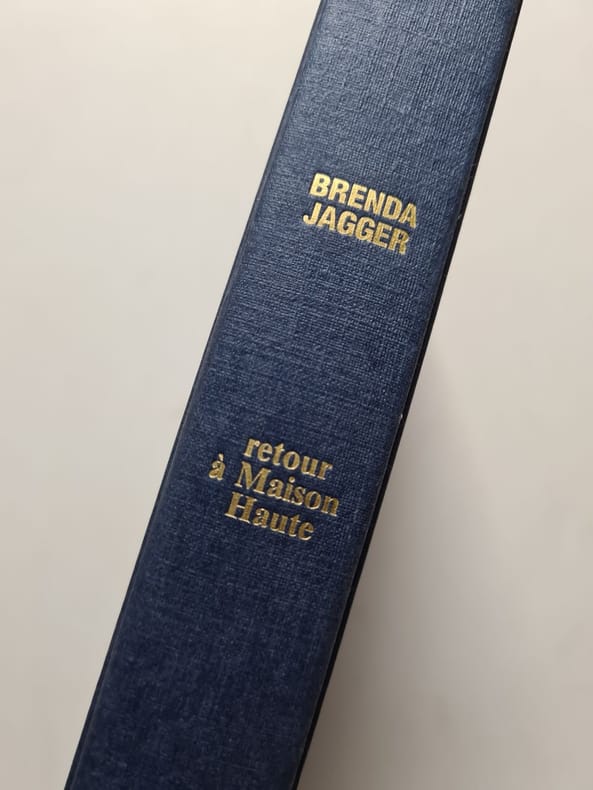 BRENDA
JAGGER
retour
à Maison
Haute